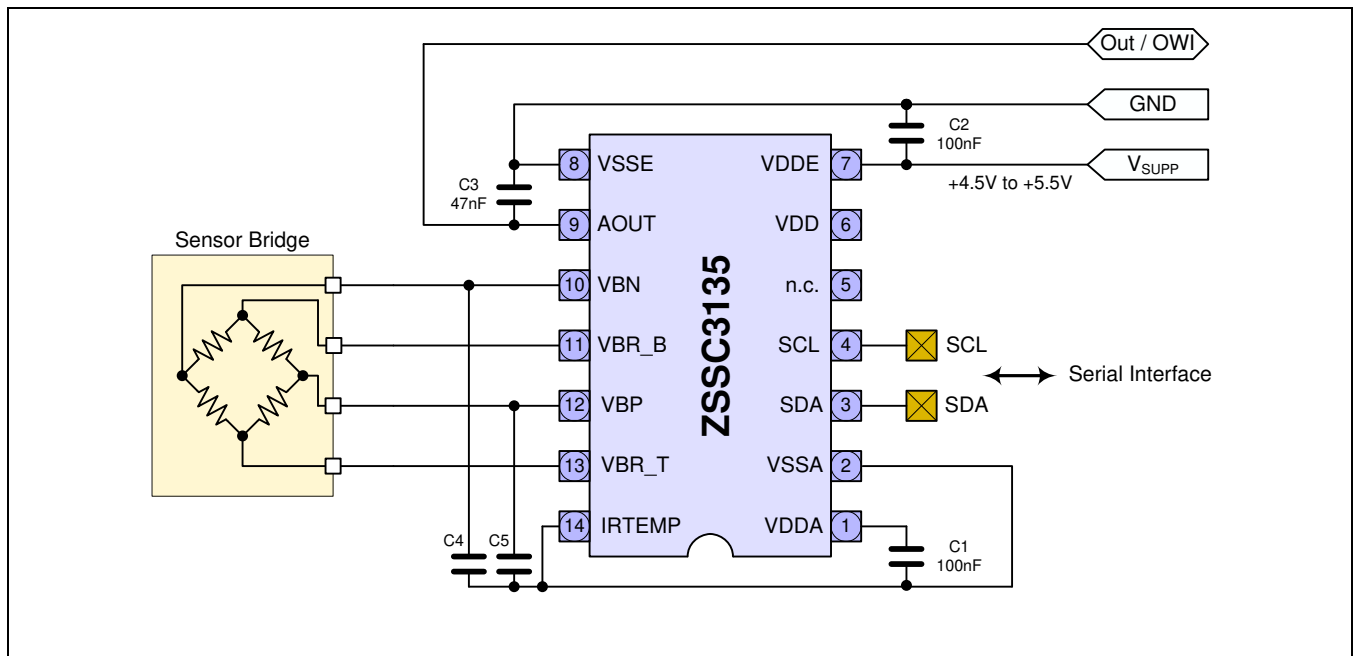 Out / OWI
GND
C2
100nF
V_SUPP
+4.5V to +5.5V
C3
47nF
8 VSSE
VDDE 7
9 AOUT
VDD 6
Sensor Bridge
10 VBN
n.c. 5
11 VBR_B
SCL 4
SCL
Serial Interface
12 VBP
SDA 3
SDA
13 VBR_T
VSSA 2
14 IRTEMP
VDDA 1
ZSSC3135
C4
C5
C1
100nF